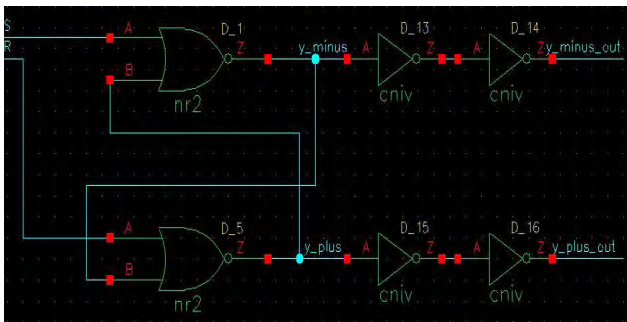 D_1 D_13 D_14
S A Z y_minus A Z A Z y_minus_out
R
B
nr2 cniv cniv
D_5 D_15 D_16
A Z y_plus A Z A Z y_plus_out
B
nr2 cniv cniv